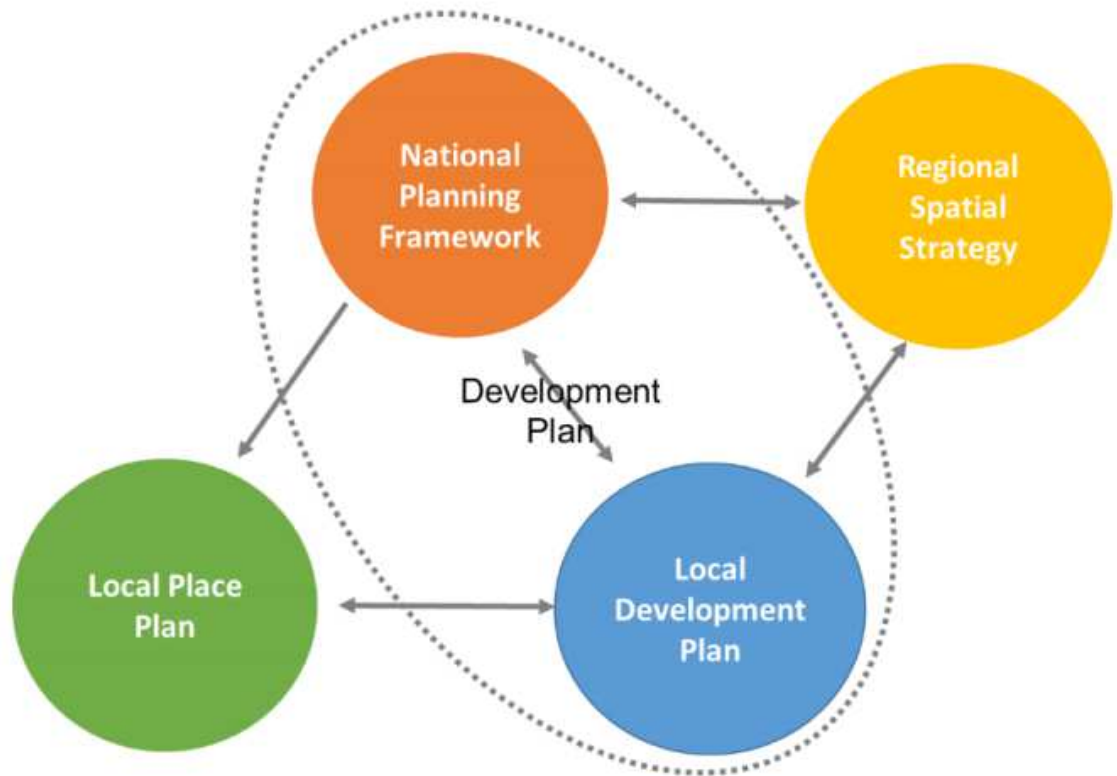 National
Planning
Framework
Regional
Spatial
Strategy
Development
Plan
Local Place
Plan
Local
Development
Plan